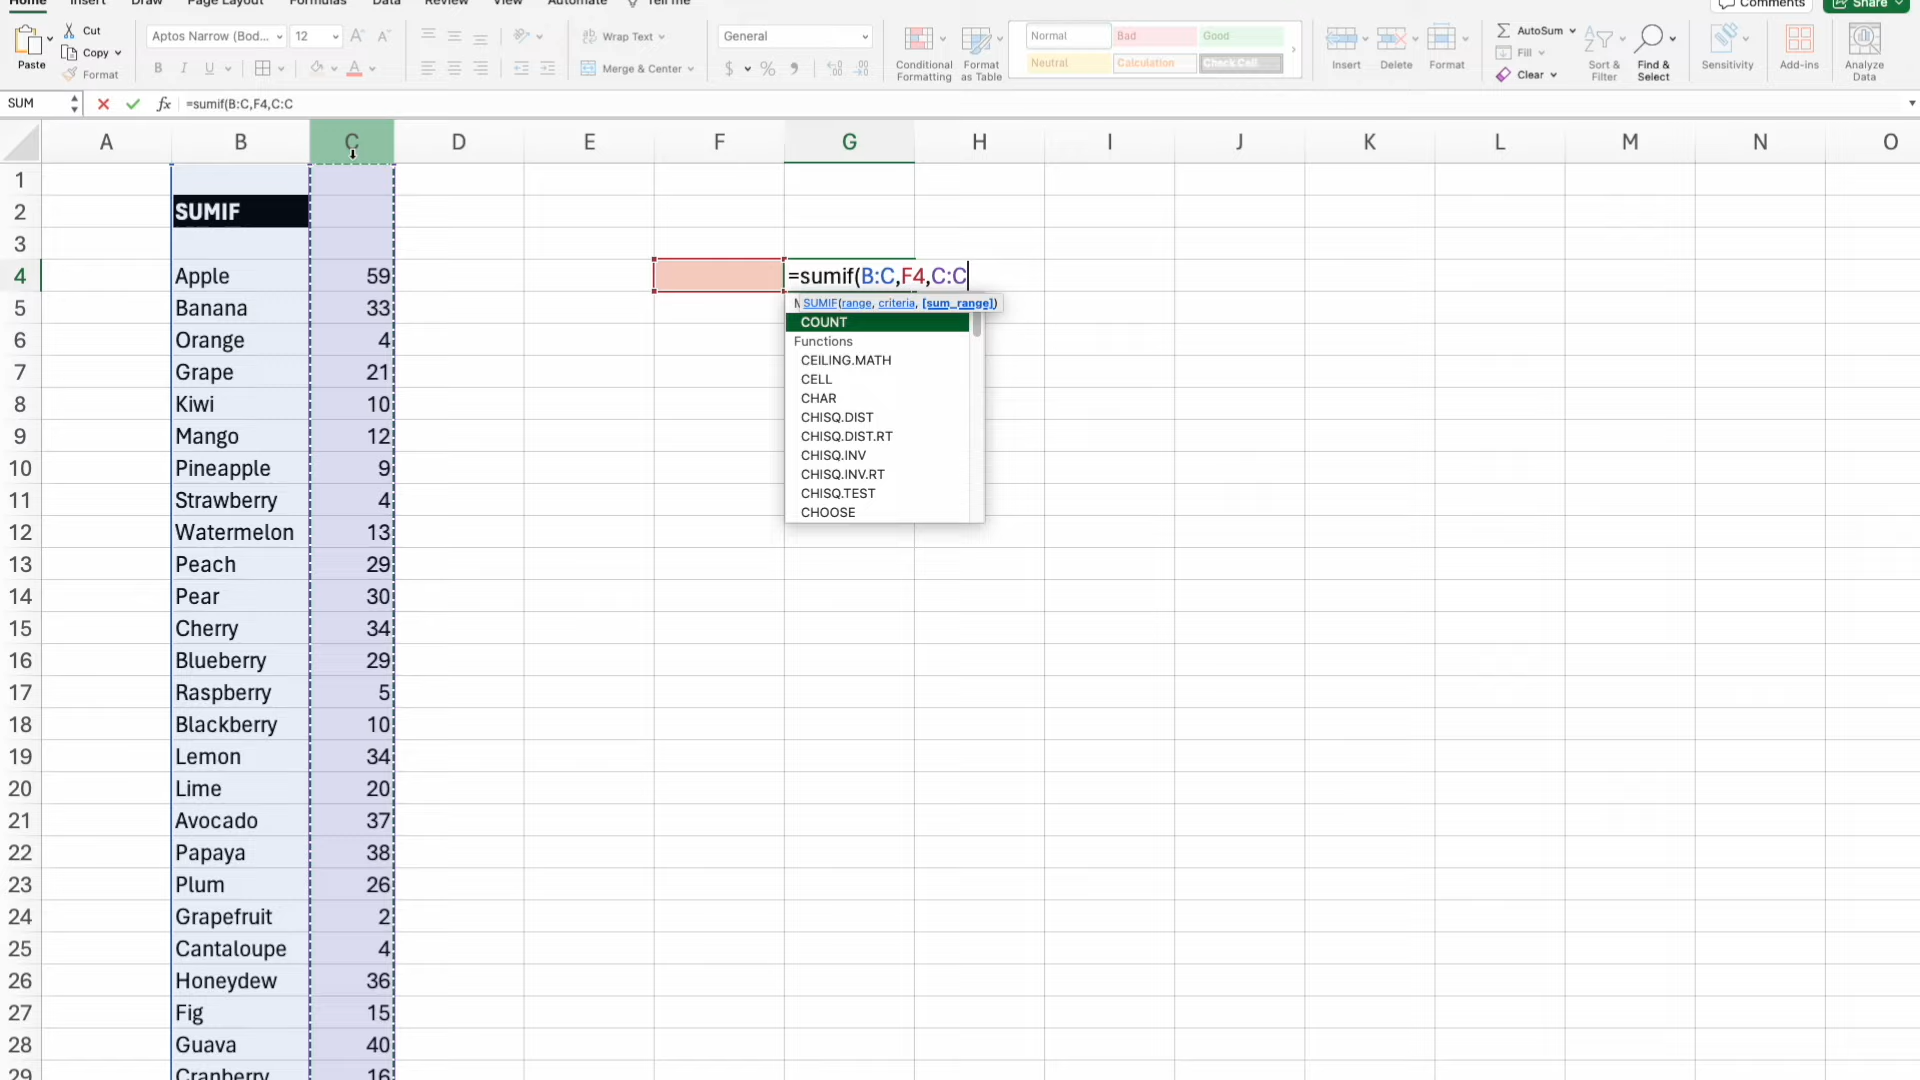 Home Insert Draw Page Layout Formulas Data Review View Automate Tell me Comments Share
Paste Cut Copy Format
Aptos Narrow (Bod... 12 A A
B I U A
Wrap Text
Merge & Center
General
$ % 9
Conditional Formatting
Format as Table
Normal Bad Good
Neutral Calculation Check Cell
Insert Delete Format
AutoSum
Fill
Clear
Sort & Filter
Find & Select
Sensitivity
Add-ins
Analyze Data
SUM fx =sumif(B:C,F4,C:C
A B C D E F G H I J K L M N O
1
2 SUMIF
3
4 Apple 59 =sumif(B:C,F4,C:C
SUMIF(range, criteria, [sum_range])
COUNT
Functions
CEILING.MATH
CELL
CHAR
CHISQ.DIST
CHISQ.DIST.RT
CHISQ.INV
CHISQ.INV.RT
CHISQ.TEST
CHOOSE
5 Banana 33
6 Orange 4
7 Grape 21
8 Kiwi 10
9 Mango 12
10 Pineapple 9
11 Strawberry 4
12 Watermelon 13
13 Peach 29
14 Pear 30
15 Cherry 34
16 Blueberry 29
17 Raspberry 5
18 Blackberry 10
19 Lemon 34
20 Lime 20
21 Avocado 37
22 Papaya 38
23 Plum 26
24 Grapefruit 2
25 Cantaloupe 4
26 Honeydew 36
27 Fig 15
28 Guava 40
29 Cranberry 16